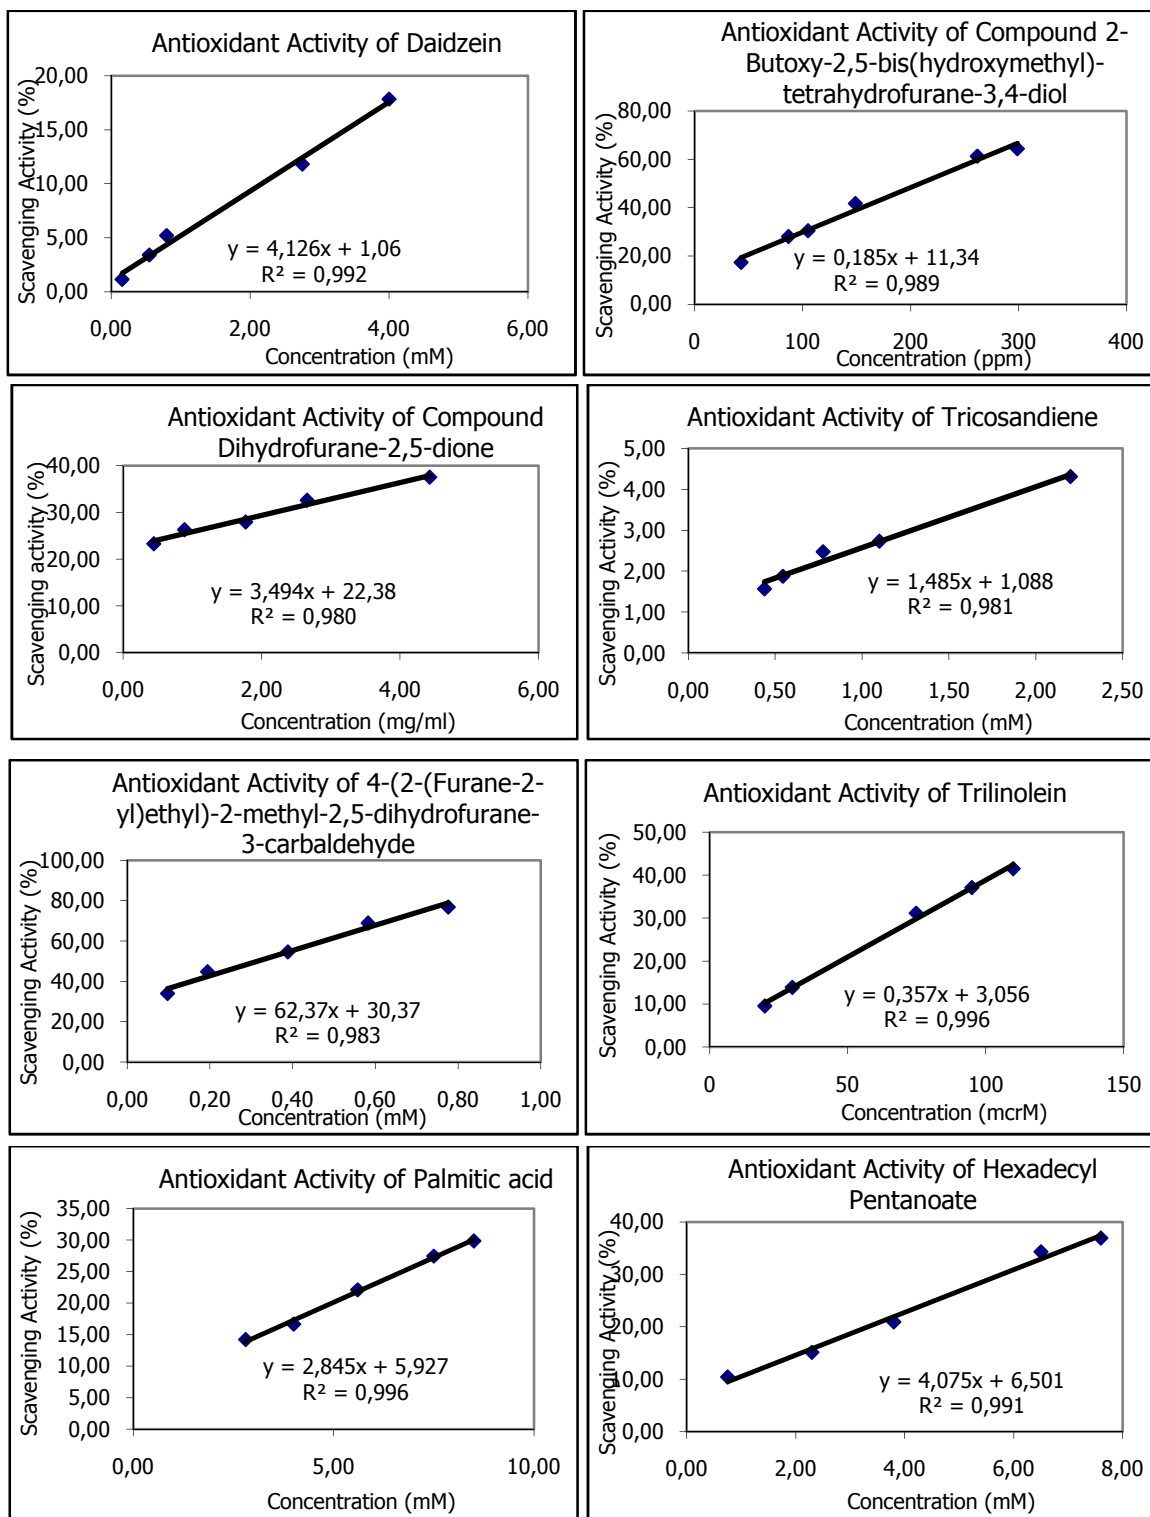 Antioxidant Activity of Daidzein
Scavenging Activity (%)
20,00
15,00
10,00
5,00
0,00
y = 4,126x + 1,06
R² = 0,992
0,00 2,00 4,00 6,00
Concentration (mM)
Antioxidant Activity of Compound 2-
Butoxy-2,5-bis(hydroxymethyl)-
tetrahydrofurane-3,4-diol
Scavenging Activity (%)
80,00
60,00
40,00
20,00
0,00
y = 0,185x + 11,34
R² = 0,989
0 100 200 300 400
Concentration (ppm)
Antioxidant Activity of Compound
Dihydrofurane-2,5-dione
Scavenging activity (%)
40,00
30,00
20,00
10,00
0,00
y = 3,494x + 22,38
R² = 0,980
0,00 2,00 4,00 6,00
Concentration (mg/ml)
Antioxidant Activity of Tricosandiene
Scavenging Activity (%)
5,00
4,00
3,00
2,00
1,00
0,00
y = 1,485x + 1,088
R² = 0,981
0,00 0,50 1,00 1,50 2,00 2,50
Concentration (mM)
Antioxidant Activity of 4-(2-(Furane-2-
yl)ethyl)-2-methyl-2,5-dihydrofurane-
3-carbaldehyde
Scavenging Activity (%)
100,00
80,00
60,00
40,00
20,00
0,00
y = 62,37x + 30,37
R² = 0,983
0,00 0,20 0,40 0,60 0,80 1,00
Concentration (mM)
Antioxidant Activity of Trilinolein
Scavenging Activity (%)
50,00
40,00
30,00
20,00
10,00
0,00
y = 0,357x + 3,056
R² = 0,996
0 50 100 150
Concentration (mcrM)
Antioxidant Activity of Palmitic acid
Scavenging Activity (%)
35,00
30,00
25,00
20,00
15,00
10,00
5,00
0,00
y = 2,845x + 5,927
R² = 0,996
0,00 5,00 10,00
Concentration (mM)
Antioxidant Activity of Hexadecyl
Pentanoate
Scavenging Activity (%)
40,00
30,00
20,00
10,00
0,00
y = 4,075x + 6,501
R² = 0,991
0,00 2,00 4,00 6,00 8,00
Concentration (mM)